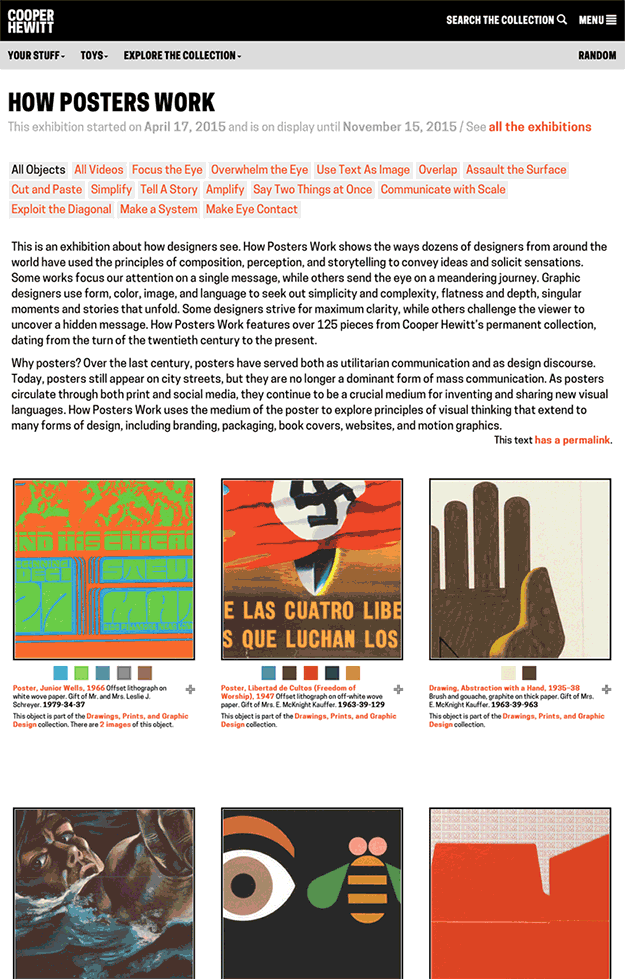 COOPER
HEWITT
SEARCH THE COLLECTION
MENU
YOUR STUFF
TOYS
EXPLORE THE COLLECTION
RANDOM
HOW POSTERS WORK
This exhibition started on April 17, 2015 and is on display until November 15, 2015 / See all the exhibitions
All Objects All Videos Focus the Eye Overwhelm the Eye Use Text As Image Overlap Assault the Surface
Cut and Paste Simplify Tell A Story Amplify Say Two Things at Once Communicate with Scale
Exploit the Diagonal Make a System Make Eye Contact
This is an exhibition about how designers see. How Posters Work shows the ways dozens of designers from around the
world have used the principles of composition, perception, and storytelling to convey ideas and solicit sensations.
Some works focus our attention on a single message, while others send the eye on a meandering journey. Graphic
designers use form, color, image, and language to seek out simplicity and complexity, flatness and depth, singular
moments and stories that unfold. Some designers strive for maximum clarity, while others challenge the viewer to
uncover a hidden message. How Posters Work features over 125 pieces from Cooper Hewitt's permanent collection,
dating from the turn of the twentieth century to the present.
Why posters? Over the last century, posters have served both as utilitarian communication and as design discourse.
Today, posters still appear on city streets, but they are no longer a dominant form of mass communication. As posters
circulate through both print and social media, they continue to be a crucial medium for inventing and sharing new visual
languages. How Posters Work uses the medium of the poster to explore principles of visual thinking that extend to
many forms of design, including branding, packaging, book covers, websites, and motion graphics.
This text has a permalink.
ND HIS CHICA
E LAS CUATRO LIBE
S QUE LUCHAN LOS
Poster, Junior Wells, 1966 Offset lithograph on
white wove paper. Gift of Mr. and Mrs. Leslie J.
Schreyer. 1979-34-37
This object is part of the Drawings, Prints, and Graphic
Design collection. There are 2 images of this object.
Poster, Libertad de Cultos (Freedom of
Worship), 1947 Offset lithograph on off-white wove
paper. Gift of Mrs. E. McKnight Kauffer. 1963-39-129
This object is part of the Drawings, Prints, and Graphic
Design collection.
Drawing, Abstraction with a Hand, 1935–38
Brush and gouache, graphite on thick paper. Gift of Mrs.
E. McKnight Kauffer. 1963-39-963
This object is part of the Drawings, Prints, and Graphic
Design collection.